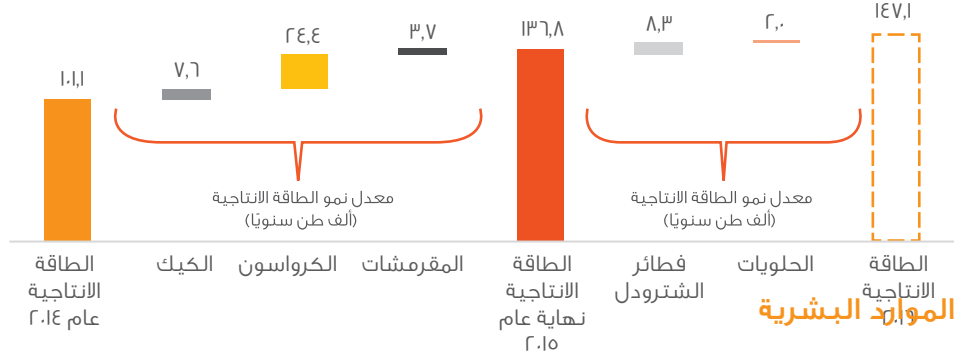 ١٠١,١
٧,٦
٢٤,٤
٣,٧
١٣٦,٨
٨,٣
٢,٠
١٤٧,١
معدل نمو الطاقة الانتاجية
(ألف طن سنويًا)
معدل نمو الطاقة الانتاجية
(ألف طن سنويًا)
الطاقة
الانتاجية
عام ٢٠١٤
الكيك
الكرواسون
المقرمشات
الطاقة
الانتاجية
نهاية عام
٢٠١٥
فطائر
الشترودل
الحلويات
الطاقة
الانتاجية
٢٠١٦
الموارد البشرية